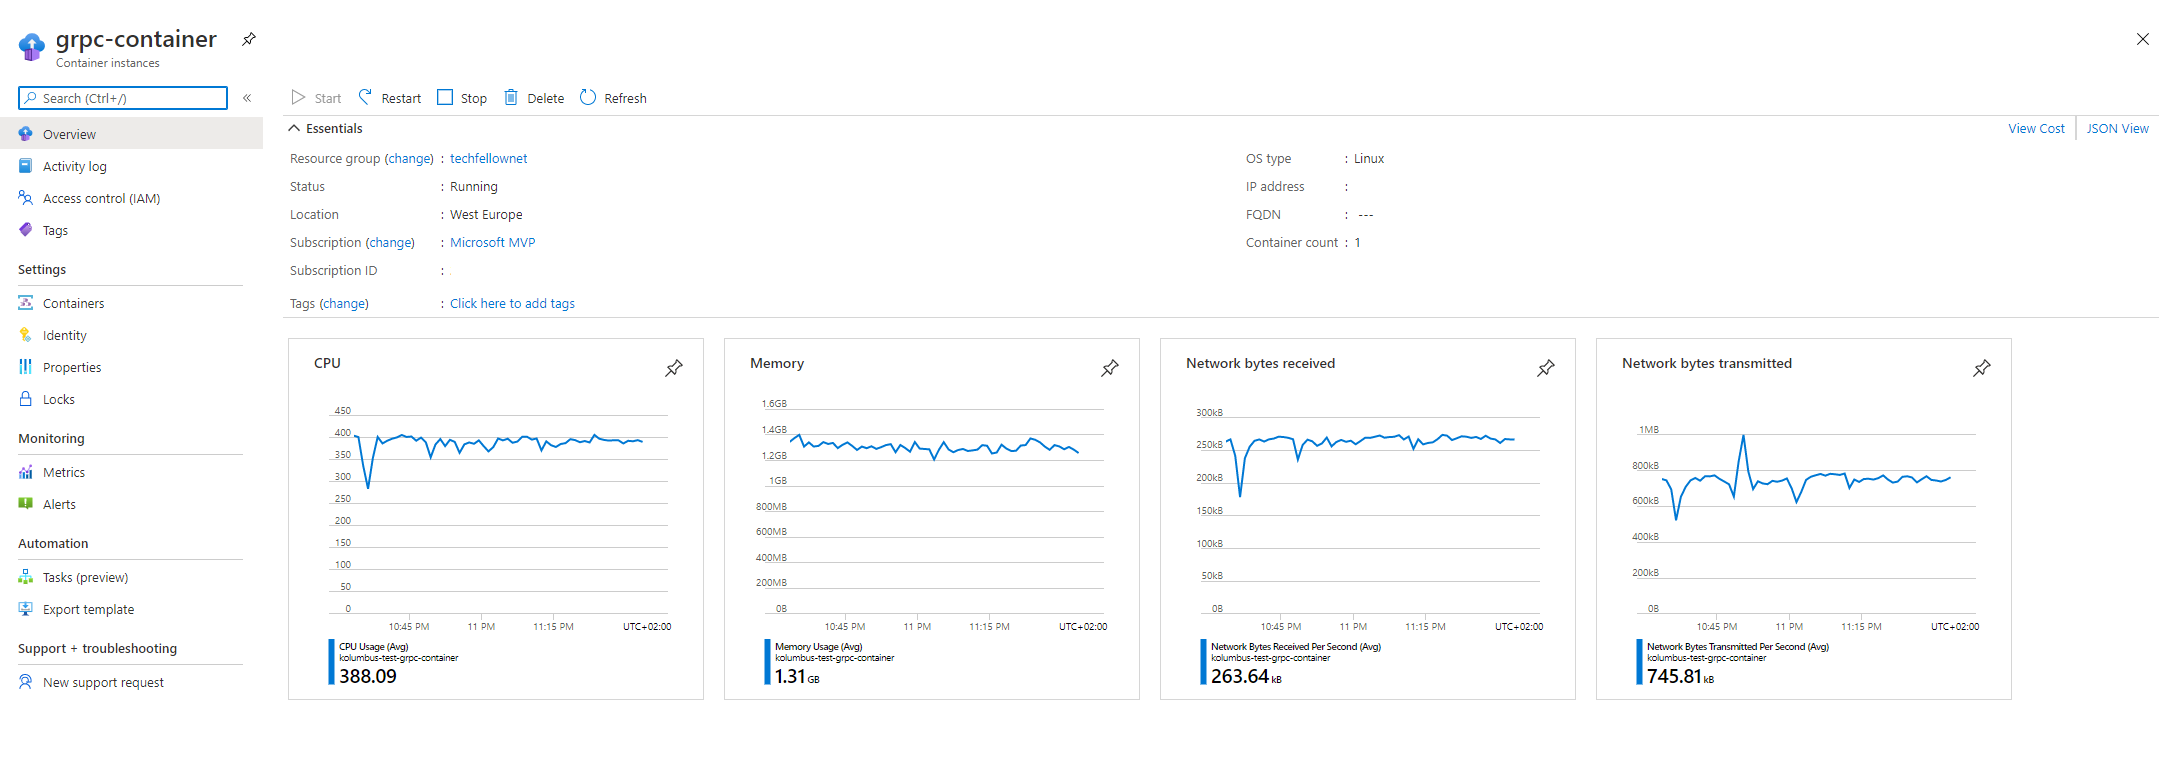 grpc-container
Container instances
Search (Ctrl+/)
«
Overview
Activity log
Access control (IAM)
Tags
Settings
Containers
Identity
Properties
Locks
Monitoring
Metrics
Alerts
Automation
Tasks (preview)
Export template
Support + troubleshooting
New support request
Start Restart Stop Delete Refresh
Essentials
View Cost JSON View
Resource group (change) : techfellownet
Status : Running
Location : West Europe
Subscription (change) : Microsoft MVP
Subscription ID :
Tags (change) : Click here to add tags
OS type : Linux
IP address :
FQDN : ---
Container count : 1
CPU
450
400
350
300
250
200
150
100
50
0
10:45 PM 11 PM 11:15 PM UTC+02:00
CPU Usage (Avg)
kolumbus-test-grpc-container
388.09
Memory
1.6GB
1.4GB
1.2GB
1GB
800MB
600MB
400MB
200MB
0B
10:45 PM 11 PM 11:15 PM UTC+02:00
Memory Usage (Avg)
kolumbus-test-grpc-container
1.31 GB
Network bytes received
300kB
250kB
200kB
150kB
100kB
50kB
0B
10:45 PM 11 PM 11:15 PM UTC+02:00
Network Bytes Received Per Second (Avg)
kolumbus-test-grpc-container
263.64 kB
Network bytes transmitted
1MB
800kB
600kB
400kB
200kB
0B
10:45 PM 11 PM 11:15 PM UTC+02:00
Network Bytes Transmitted Per Second (Avg)
kolumbus-test-grpc-container
745.81 kB